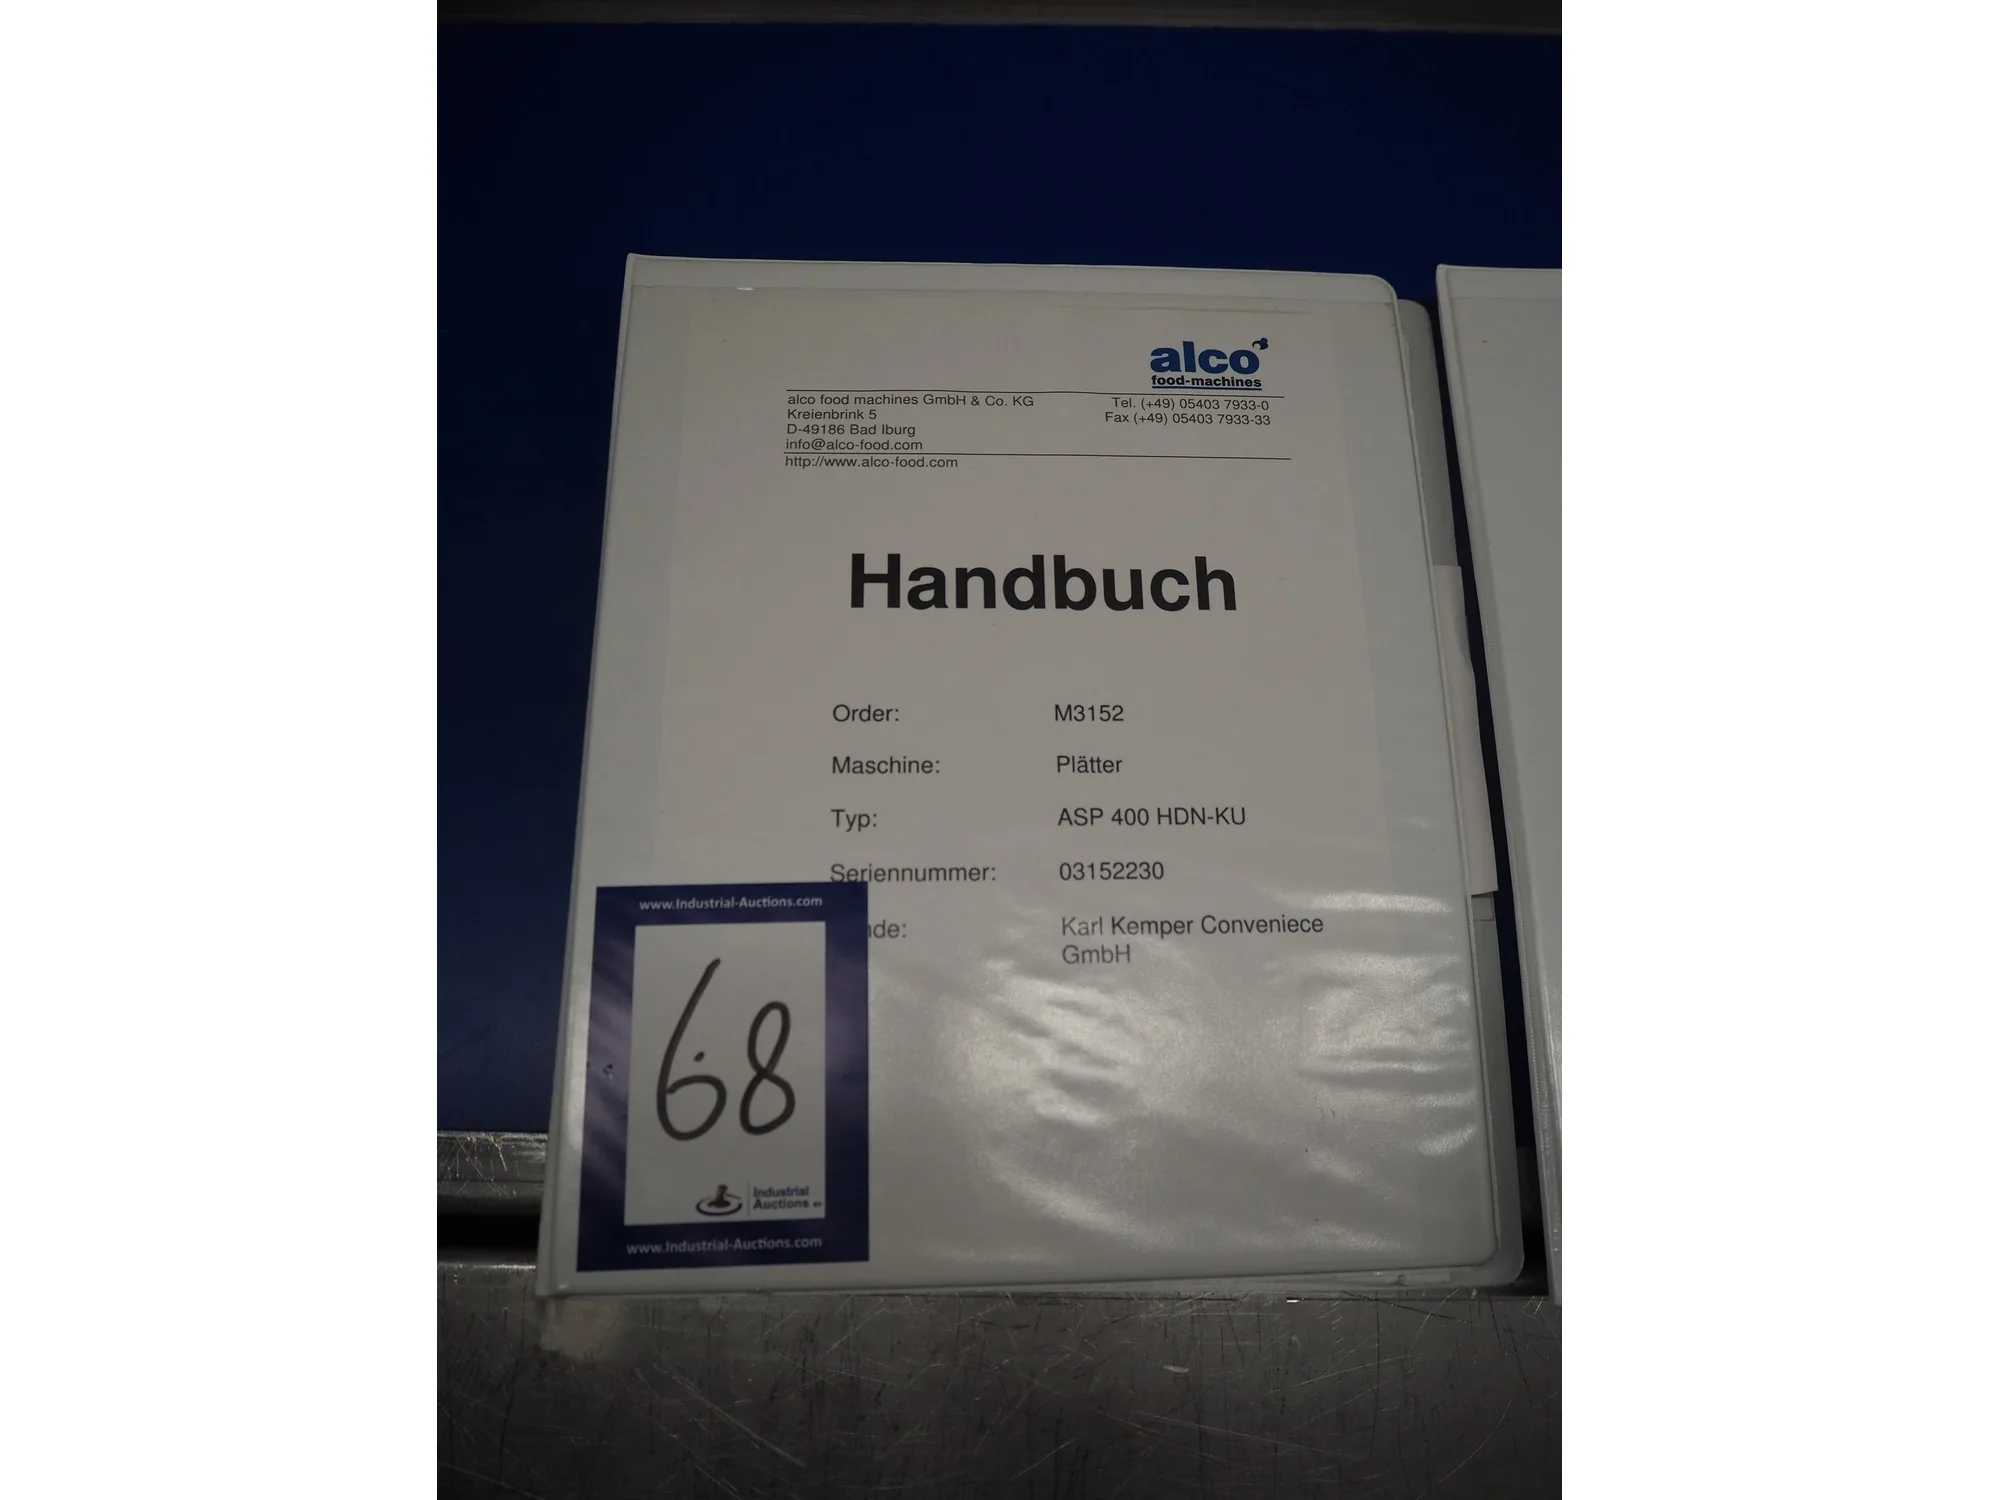 alco
food-machines
alco food machines GmbH & Co. KG
Kreienbrink 5
D-49186 Bad Iburg
info@alco-food.com
http://www.alco-food.com
Tel. (+49) 05403 7933-0
Fax (+49) 05403 7933-33
Handbuch
Order: M3152
Maschine: Plätter
Typ: ASP 400 HDN-KU
Seriennummer: 03152230
nde: Karl Kemper Conveniece
GmbH
www.Industrial-Auctions.com
68
Industrial
Auctions BV
www.Industrial-Auctions.com